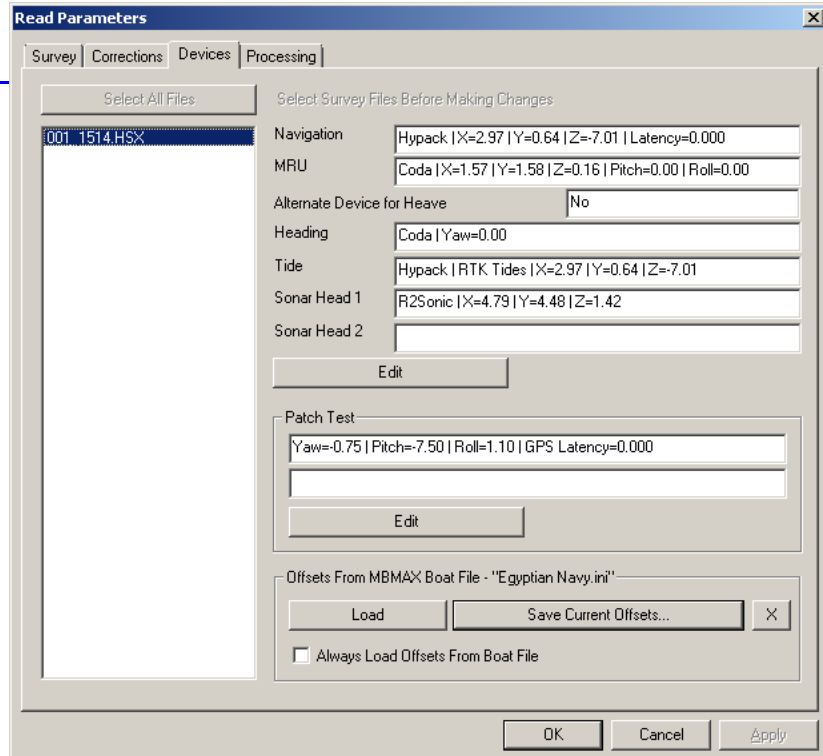 Read Parameters
Survey Corrections Devices Processing
Select All Files
Select Survey Files Before Making Changes
001_1514.HSX
Navigation
Hypack | X=2.97 | Y=0.64 | Z=-7.01 | Latency=0.000
MRU
Coda | X=1.57 | Y=1.58 | Z=0.16 | Pitch=0.00 | Roll=0.00
Alternate Device for Heave
No
Heading
Coda | Yaw=0.00
Tide
Hypack | RTK Tides | X=2.97 | Y=0.64 | Z=-7.01
Sonar Head 1
R2Sonic | X=4.79 | Y=4.48 | Z=1.42
Sonar Head 2
Edit
Patch Test
Yaw=-0.75 | Pitch=-7.50 | Roll=1.10 | GPS Latency=0.000
Edit
Offsets From MBMAX Boat File - "Egyptian Navy.ini"
Load
Save Current Offsets...
X
Always Load Offsets From Boat File
OK
Cancel
Apply